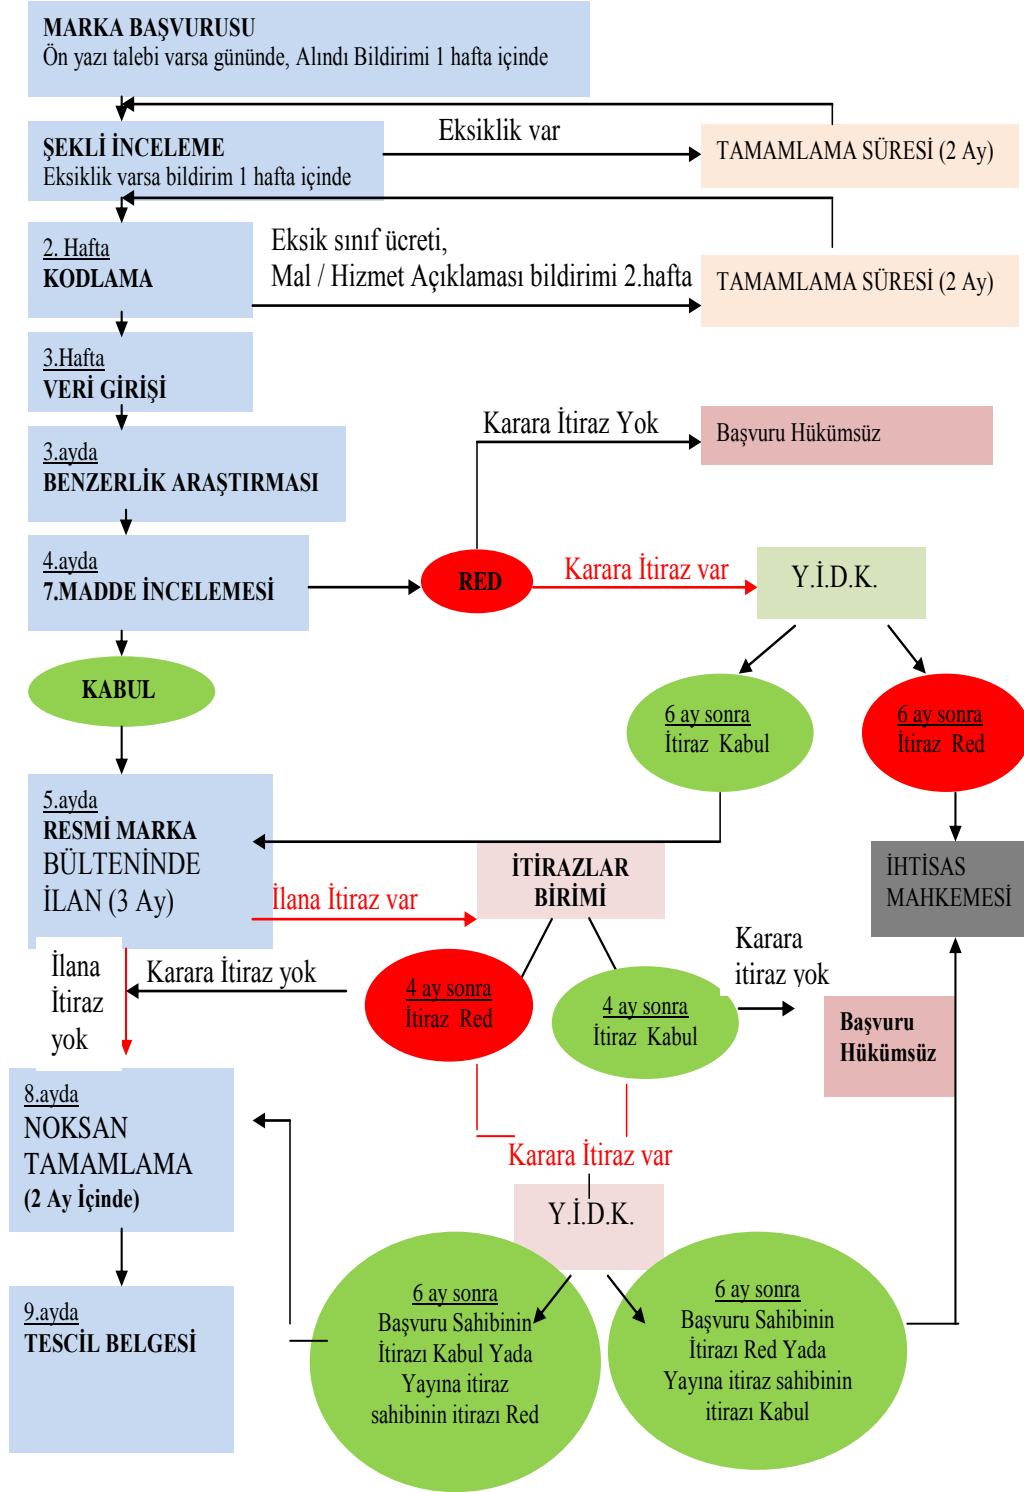 MARKA BAŞVURUSU
Ön yazı talebi varsa gününde, Alındı Bildirimi 1 hafta içinde
ŞEKLİ İNCELEME
Eksiklik varsa bildirim 1 hafta içinde
Eksiklik var
TAMAMLAMA SÜRESİ (2 Ay)
2. Hafta
KODLAMA
Eksik sınıf ücreti,
Mal / Hizmet Açıklaması bildirimi 2.hafta
TAMAMLAMA SÜRESİ (2 Ay)
3.Hafta
VERİ GİRİŞİ
3.ayda
BENZERLİK ARAŞTIRMASI
Karara İtiraz Yok
Başvuru Hükümsüz
4.ayda
7.MADDE İNCELEMESİ
RED
Karara İtiraz var
Y.İ.D.K.
KABUL
6 ay sonra
İtiraz Kabul
6 ay sonra
İtiraz Red
5.ayda
RESMİ MARKA
BÜLTENİNDE
İLAN (3 Ay)
İlana İtiraz var
İTİRAZLAR
BİRİMİ
İHTİSAS
MAHKEMESİ
İlana
İtiraz
yok
Karara İtiraz yok
4 ay sonra
İtiraz Red
4 ay sonra
İtiraz Kabul
Karara
itiraz yok
Başvuru
Hükümsüz
8.ayda
NOKSAN
TAMAMLAMA
(2 Ay İçinde)
Karara İtiraz var
Y.İ.D.K.
9.ayda
TESCİL BELGESİ
6 ay sonra
Başvuru Sahibinin
İtirazı Kabul Yada
Yayına itiraz
sahibinin itirazı Red
6 ay sonra
Başvuru Sahibinin
İtirazı Red Yada
Yayına itiraz sahibinin
itirazı Kabul